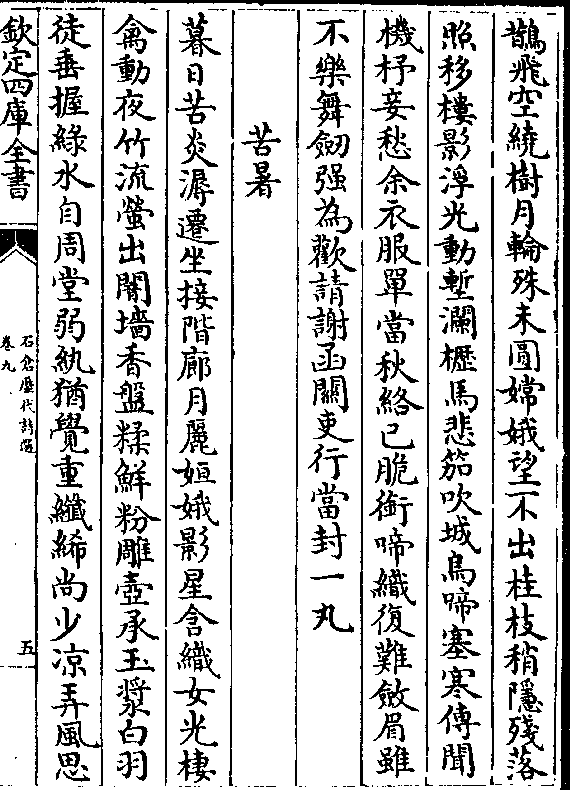 鵲飛空繞樹月輪殊未圓嫦娥望不出桂枝稍隱殘落
照移樓影浮光動塹瀾櫪馬悲笳吹城烏啼塞寒傳聞
機杼妾愁余衣服單當秋絡已脆銜啼織復難斂眉雖
不樂舞劒强為歡請謝函關吏行當封一丸
苦暑
暮日苦炎溽遷坐接階廊月麗姮娥影星含織女光棲
禽動夜竹流螢出闇墻香盤糅鮮粉雕壺承玉漿白羽
徒垂握綠水自周堂弱紈猶覺重纖絺尚少凉弄風思
欽定四庫全書
石倉歷代詩選
卷九
五